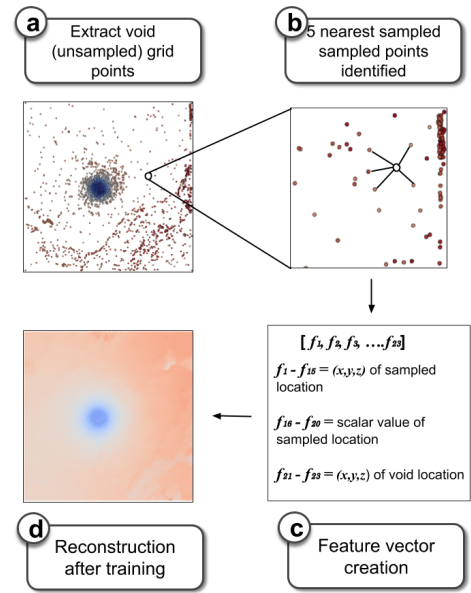 a
Extract void
(unsampled) grid
points
b
5 nearest sampled
sampled points
identified
[ f1, f2, f3, ….f23]
f1 - f15 = (x,y,z) of sampled
location
f16 - f20 = scalar value of
sampled location
f21 - f23 = (x,y,z) of void location
d
Reconstruction
after training
c
Feature vector
creation